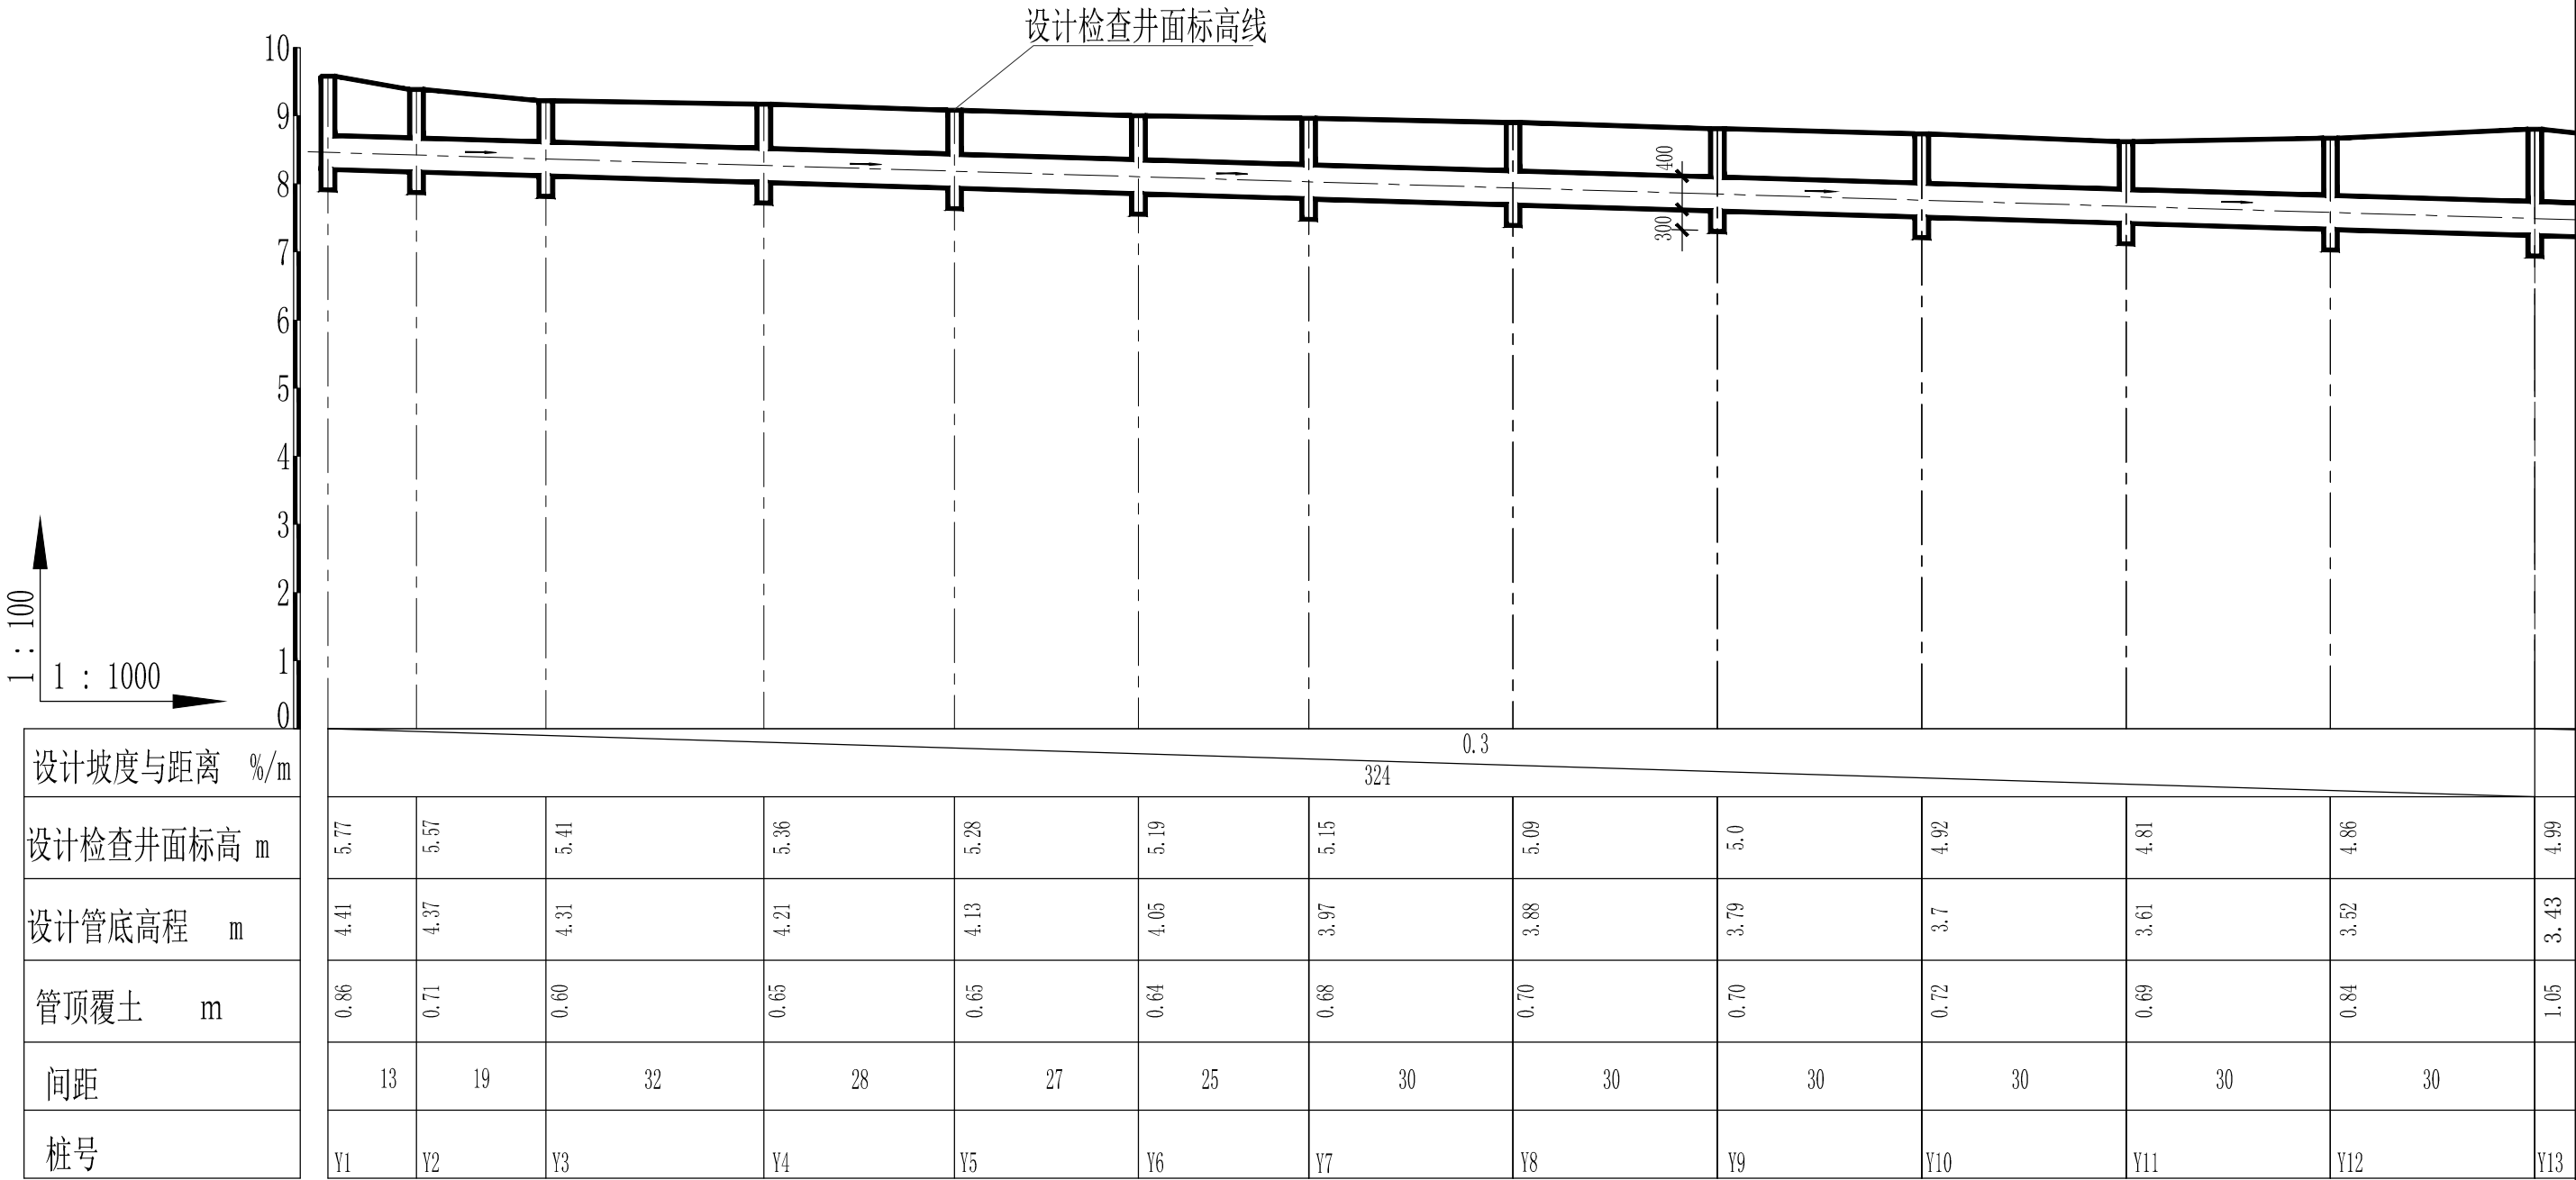 设计检查井面标高线
10
9
8
7
6
5
4
3
2
1
0
400
300
1 : 100
1 : 1000
设计坡度与距离 %/m
0.3
324
设计检查井面标高 m
5.77 5.57 5.41 5.36 5.28 5.19 5.15 5.09 5.0 4.92 4.81 4.86 4.99
设计管底高程 m
4.41 4.37 4.31 4.21 4.13 4.05 3.97 3.88 3.79 3.7 3.61 3.52 3.43
管顶覆土 m
0.86 0.71 0.60 0.65 0.65 0.64 0.68 0.70 0.70 0.72 0.69 0.84 1.05
间距
13 19 32 28 27 25 30 30 30 30 30 30
桩号
Y1 Y2 Y3 Y4 Y5 Y6 Y7 Y8 Y9 Y10 Y11 Y12 Y13